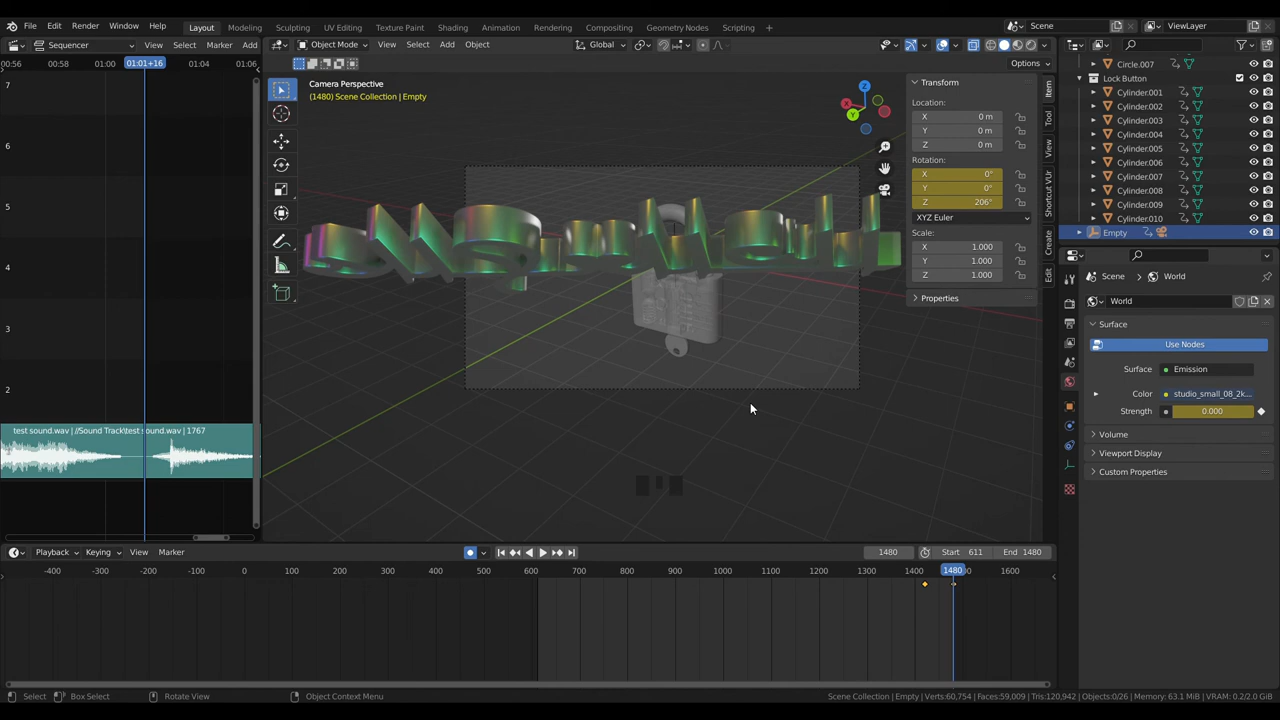 File Edit Render Window Help Layout Modeling Sculpting UV Editing Texture Paint Shading Animation Rendering Compositing Geometry Nodes Scripting + Scene ViewLayer
Sequencer View Select Marker Add Object Mode View Select Add Object Global
00:56 00:58 01:00 01:01+16 01:04 01:06 Options
Camera Perspective
(1480) Scene Collection | Empty
7
6
5
4
3
2
test sound.wav | //Sound Track\test sound.wav | 1767
Transform
Location:
X 0 m
Y 0 m
Z 0 m
Rotation:
X 0°
Y 0°
Z 206°
XYZ Euler
Scale:
X 1.000
Y 1.000
Z 1.000
Properties
Item
Tool
View
Shortcut VUr
Create
Edit
X
Y
Z
Circle.007
Lock Button
Cylinder.001
Cylinder.002
Cylinder.003
Cylinder.004
Cylinder.005
Cylinder.006
Cylinder.007
Cylinder.008
Cylinder.009
Cylinder.010
Empty
Scene World
World
Surface
Use Nodes
Surface Emission
Color studio_small_08_2k...
Strength 0.000
Volume
Viewport Display
Custom Properties
Playback Keying View Marker 1480 Start 611 End 1480
-400 -300 -200 -100 0 100 200 300 400 500 600 700 800 900 1000 1100 1200 1300 1400 1480 1600
Select Box Select Rotate View Object Context Menu Scene Collection | Empty | Verts:60,754 | Faces:59,009 | Tris:120,942 | Objects:0/26 | Memory: 63.1 MiB | VRAM: 0.2/2.0 GiB